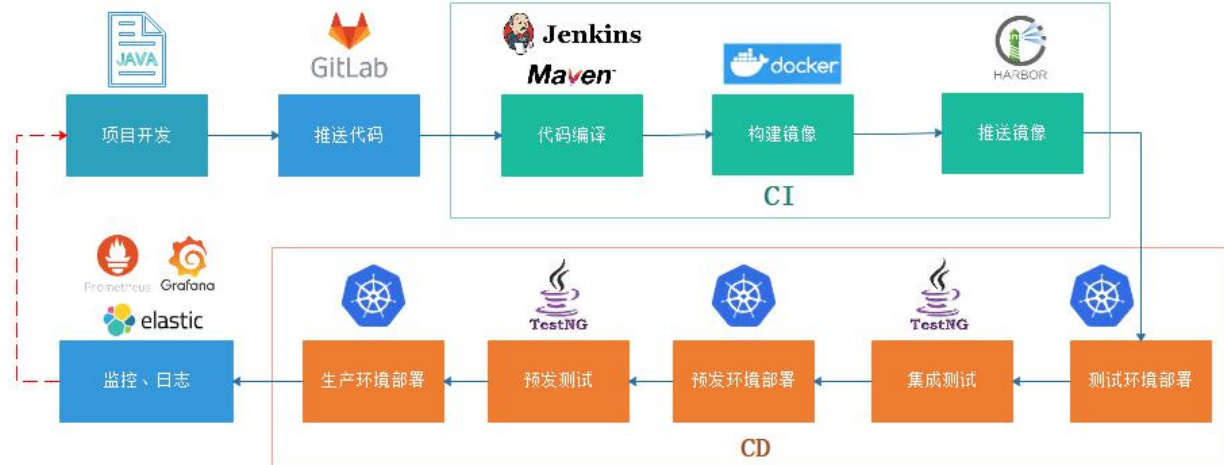 JAVA
GitLab
Jenkins
Maven
docker
HARBOR
项目开发
推送代码
代码编译
构建镜像
推送镜像
CI
Prometheus
Grafana
elastic
TestNG
TestNG
监控、日志
生产环境部署
预发测试
预发环境部署
集成测试
测试环境部署
CD